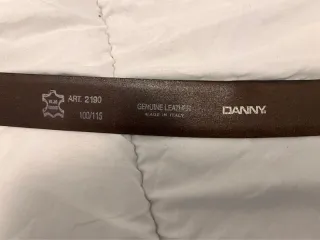 ART. 2190
100/115
GENUINE LEATHER
MADE IN ITALY
DANNY